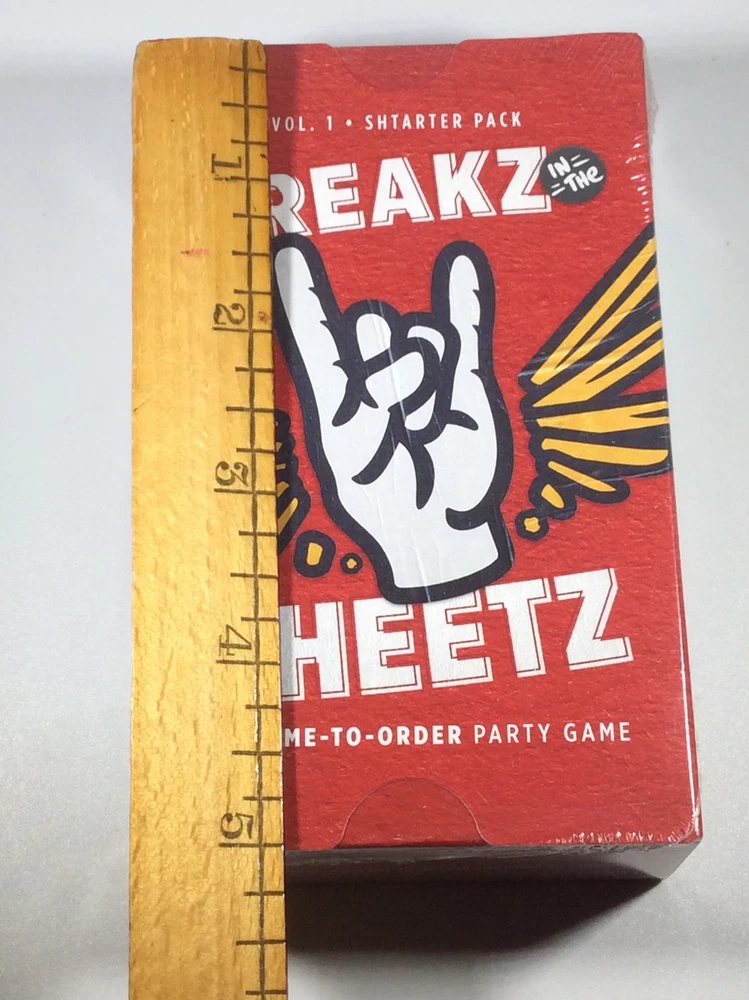 VOL. 1 • SHTARTER PACK
REAKZ
IN
THE
HEETZ
ME-TO-ORDER PARTY GAME
1
2
3
4
5